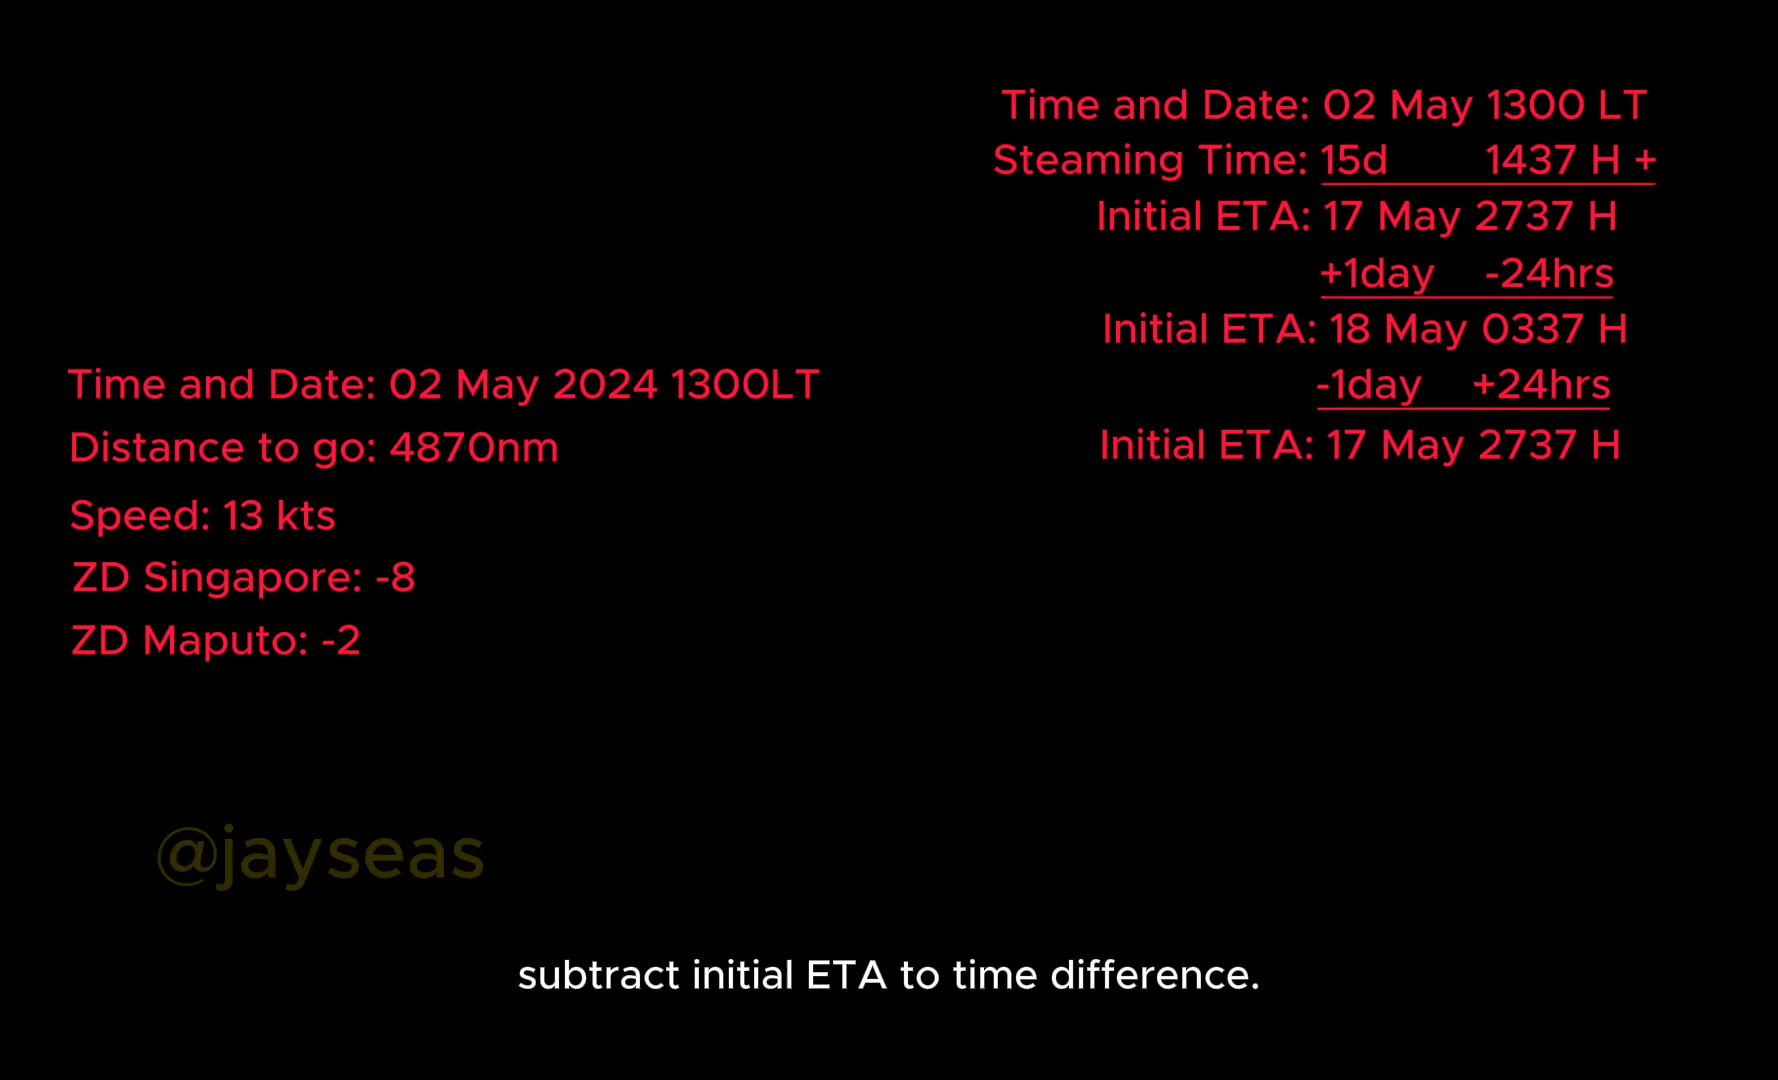 Time and Date: 02 May 1300 LT
Steaming Time: 15d 1437 H +
Initial ETA: 17 May 2737 H
+1day -24hrs
Initial ETA: 18 May 0337 H
-1day +24hrs
Initial ETA: 17 May 2737 H
Time and Date: 02 May 2024 1300LT
Distance to go: 4870nm
Speed: 13 kts
ZD Singapore: -8
ZD Maputo: -2
@jayseas
subtract initial ETA to time difference.